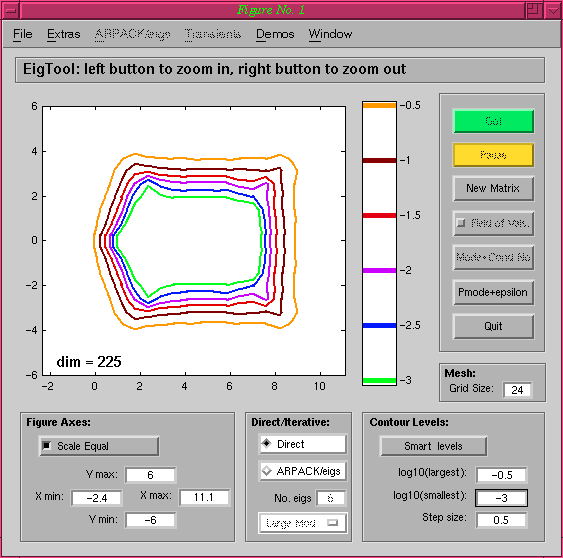 Figure No. 1
File Extras ARPACK/eigs Transients Demos Window
EigTool: left button to zoom in, right button to zoom out
6
4
2
0
−2
−4
−6
−2 0 2 4 6 8 10
dim = 225
−0.5
−1
−1.5
−2
−2.5
−3
Go!
Pause
New Matrix
Field of Vals.
Mode+Cond.No
Pmode+epsilon
Quit
Mesh:
Grid Size: 24
Figure Axes:
Scale Equal
Y max: 6
X min: -2.4 X max: 11.1
Y min: -6
Direct/Iterative:
Direct
ARPACK/eigs
No. eigs 6
Large Mod
Contour Levels:
Smart levels
log10(largest): -0.5
log10(smallest): -3
Step size: 0.5